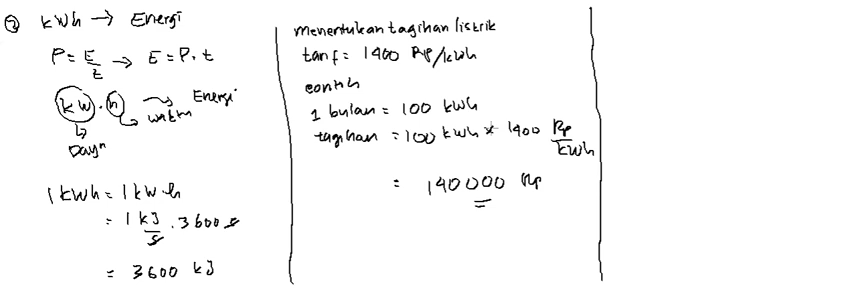 ② kWh → Energi
P = E/t → E = P . t
kW . h → Energi
→ waktu
Daya
1 kWh = 1 kW h
= 1 kJ/s . 3600 s
= 3600 kJ
menentukan tagihan listrik
tarif = 1400 Rp/kWh
contoh
1 bulan = 100 kWh
tagihan = 100 kWh × 1400 Rp/kWh
= 140000 Rp